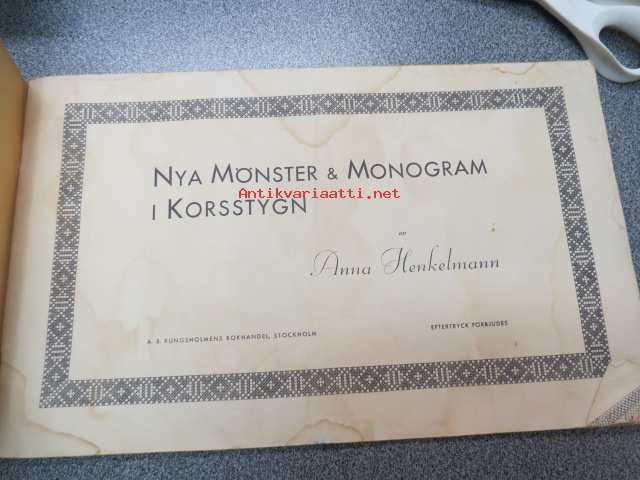 NYA MÖNSTER & MONOGRAM
Antikvariaatti.net
I KORSSTYGN
av
Anna Henkelmann
A. B. KUNGSHOLMENS BOKHANDEL, STOCKHOLM
EFTERTRYCK FÖRBJUDES